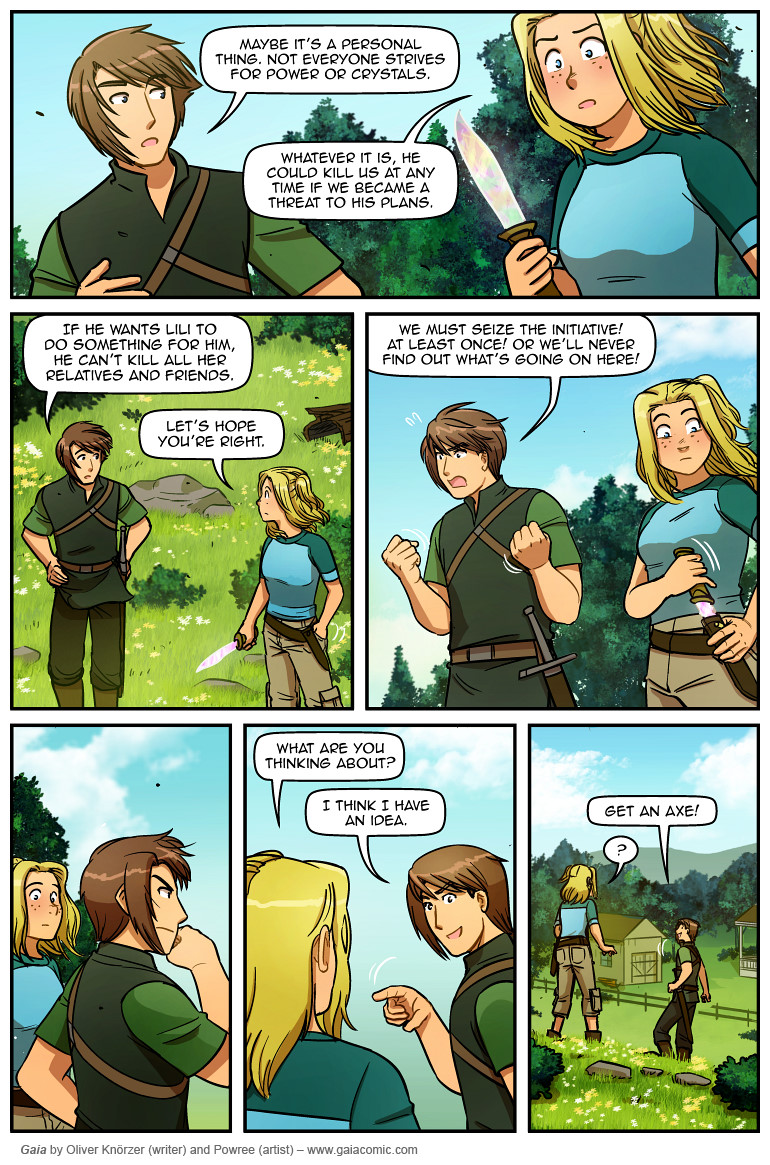 MAYBE IT'S A PERSONAL
THING. NOT EVERYONE STRIVES
FOR POWER OR CRYSTALS.
WHATEVER IT IS, HE
COULD KILL US AT ANY
TIME IF WE BECAME A
THREAT TO HIS PLANS.
IF HE WANTS LILI TO
DO SOMETHING FOR HIM,
HE CAN'T KILL ALL HER
RELATIVES AND FRIENDS.
LET'S HOPE
YOU'RE RIGHT.
WE MUST SEIZE THE INITIATIVE!
AT LEAST ONCE! OR WE'LL NEVER
FIND OUT WHAT'S GOING ON HERE!
WHAT ARE YOU
THINKING ABOUT?
I THINK I HAVE
AN IDEA.
GET AN AXE!
?
Gaia by Oliver Knörzer (writer) and Powree (artist) – www.gaiacomic.com